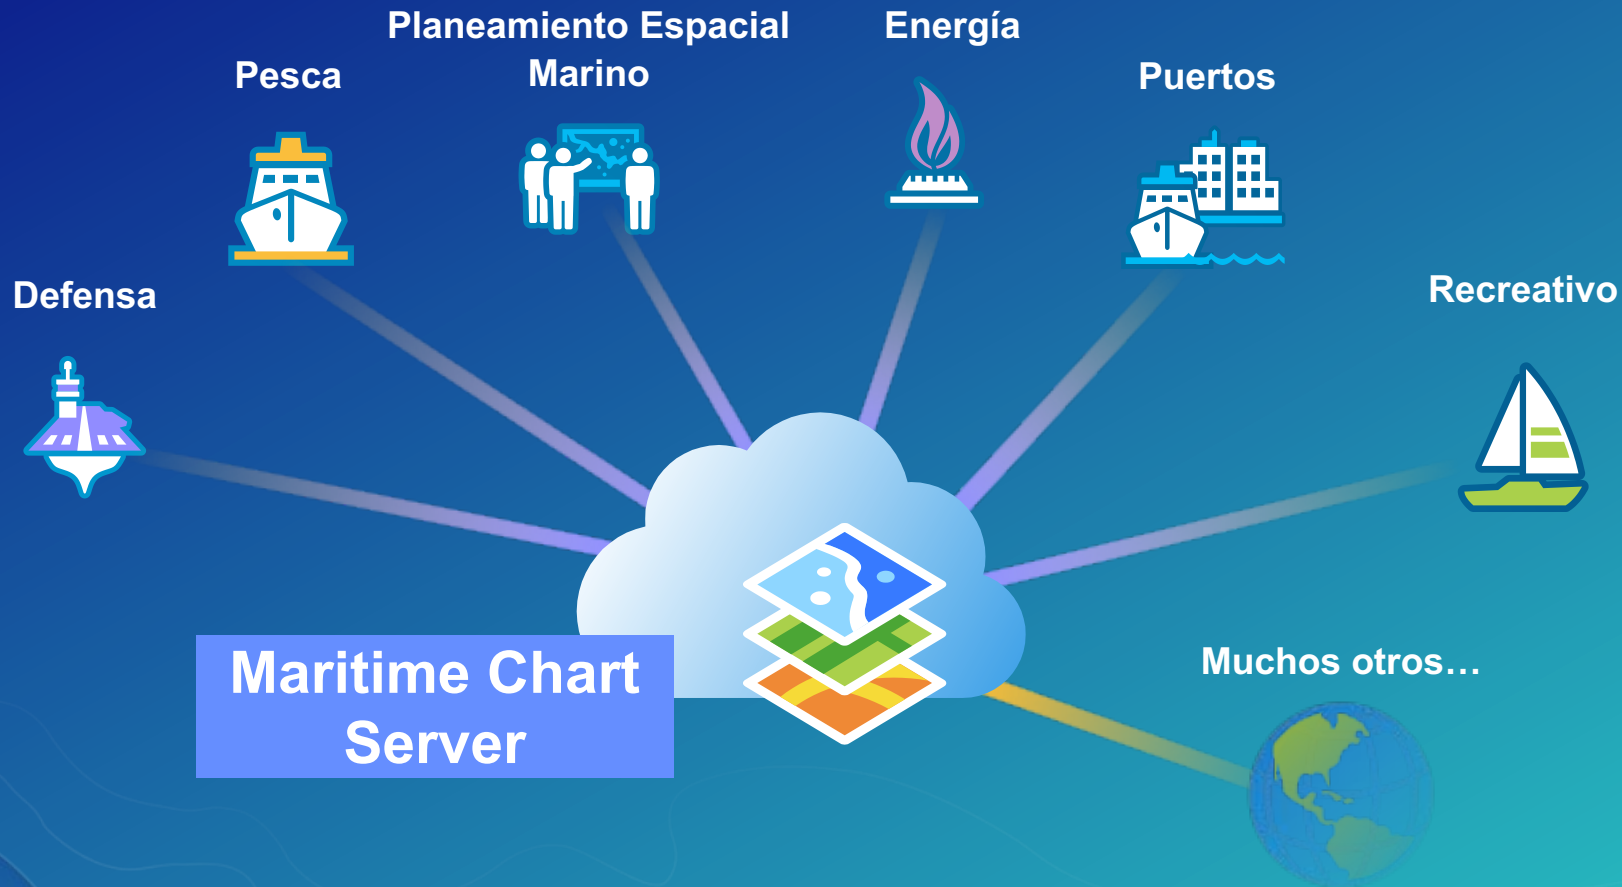 Planeamiento Espacial
Marino
Energía
Pesca
Puertos
Defensa
Recreativo
Maritime Chart
Server
Muchos otros…